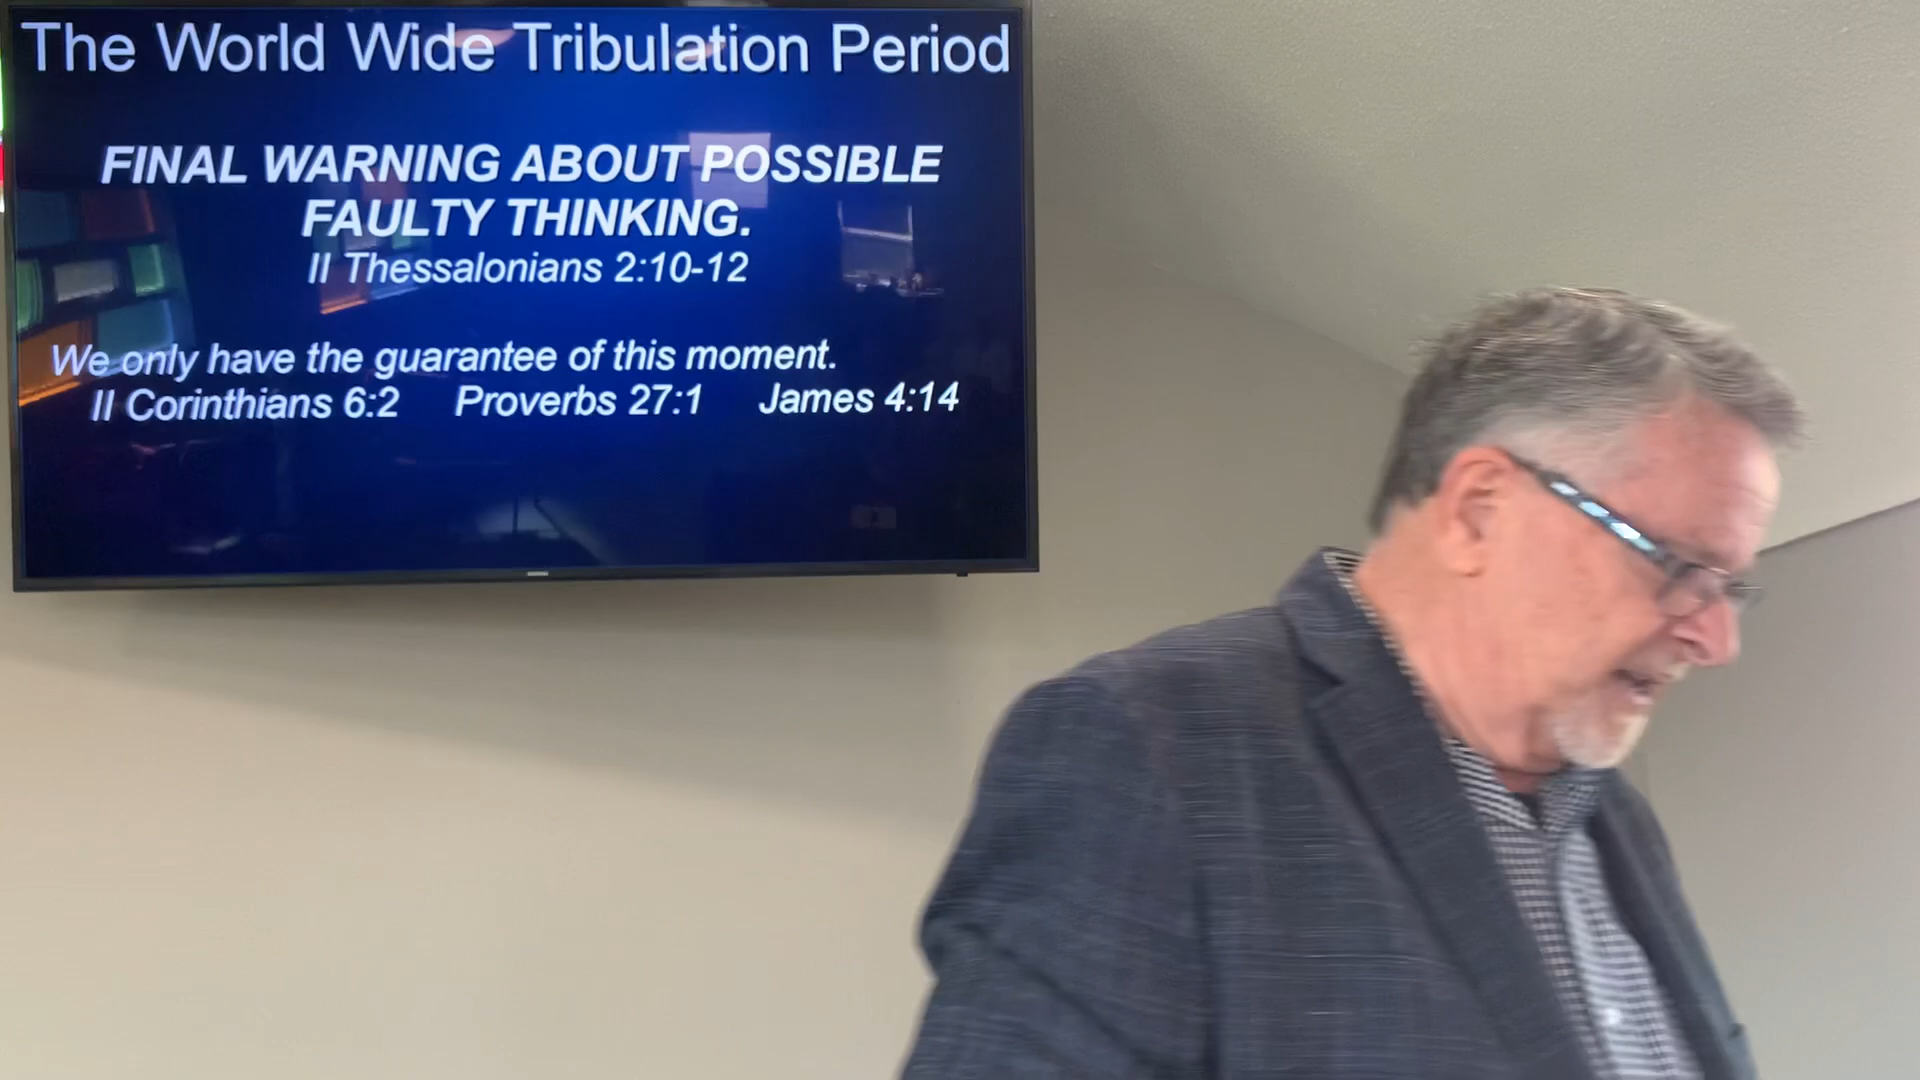 The World Wide Tribulation Period
FINAL WARNING ABOUT POSSIBLE
FAULTY THINKING.
II Thessalonians 2:10-12
We only have the guarantee of this moment.
II Corinthians 6:2 Proverbs 27:1 James 4:14